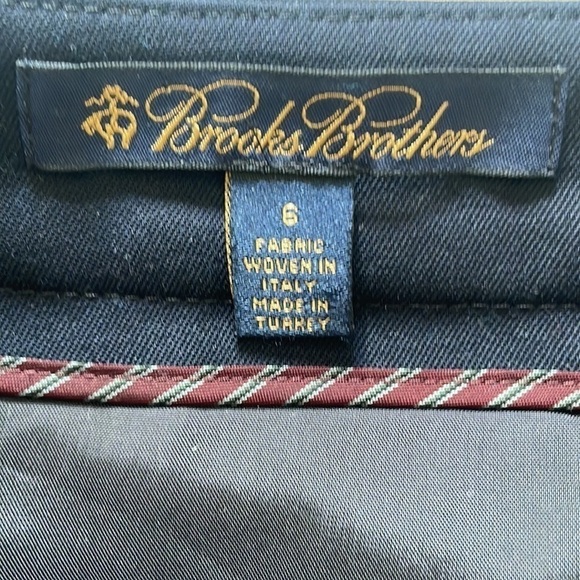 Brooks Brothers
6
FABRIC
WOVEN IN
ITALY
MADE IN
TURKEY